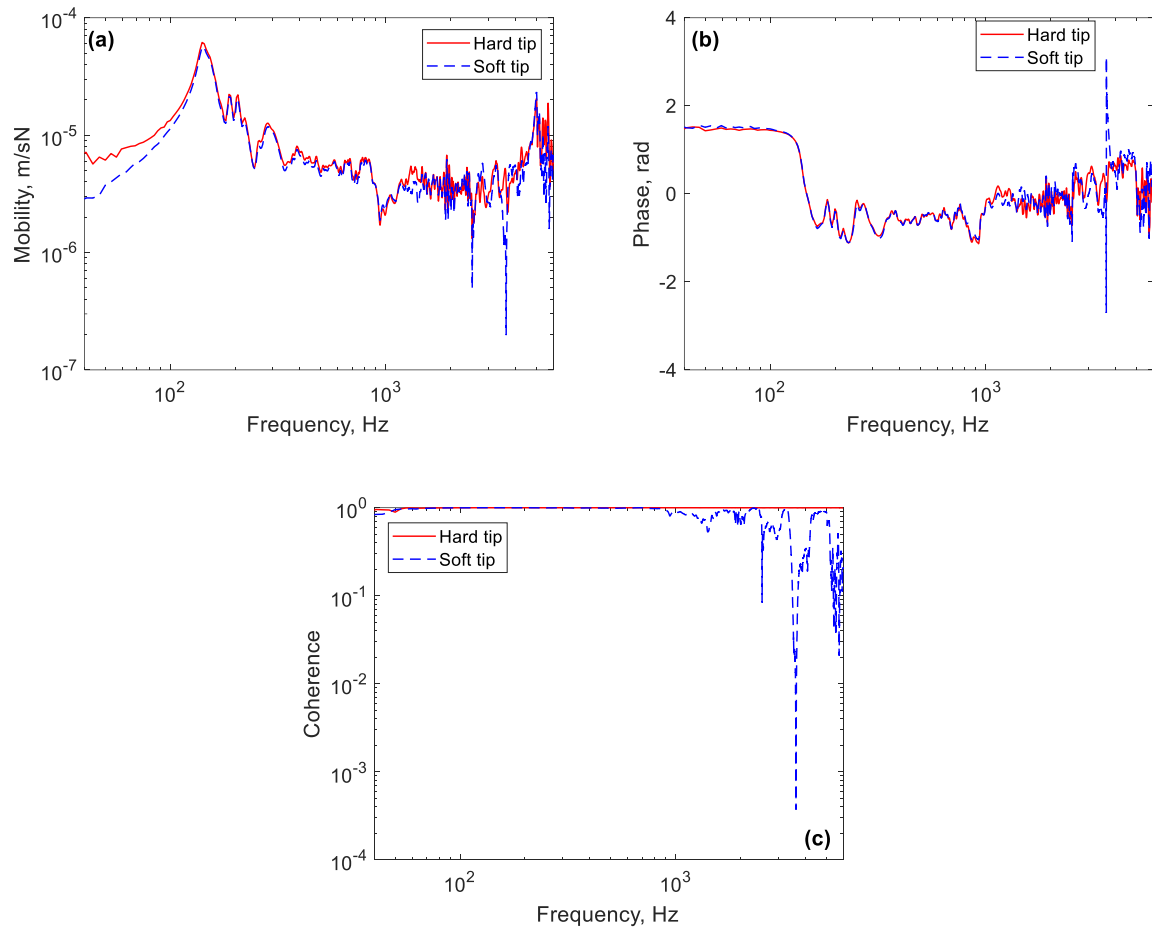 (a)
Hard tip
Soft tip
10^-4
10^-5
10^-6
10^-7
Mobility, m/sN
10^2
10^3
Frequency, Hz
(b)
Hard tip
Soft tip
4
2
0
-2
-4
Phase, rad
10^2
10^3
Frequency, Hz
Hard tip
Soft tip
10^0
10^-1
10^-2
10^-3
10^-4
Coherence
(c)
10^2
10^3
Frequency, Hz